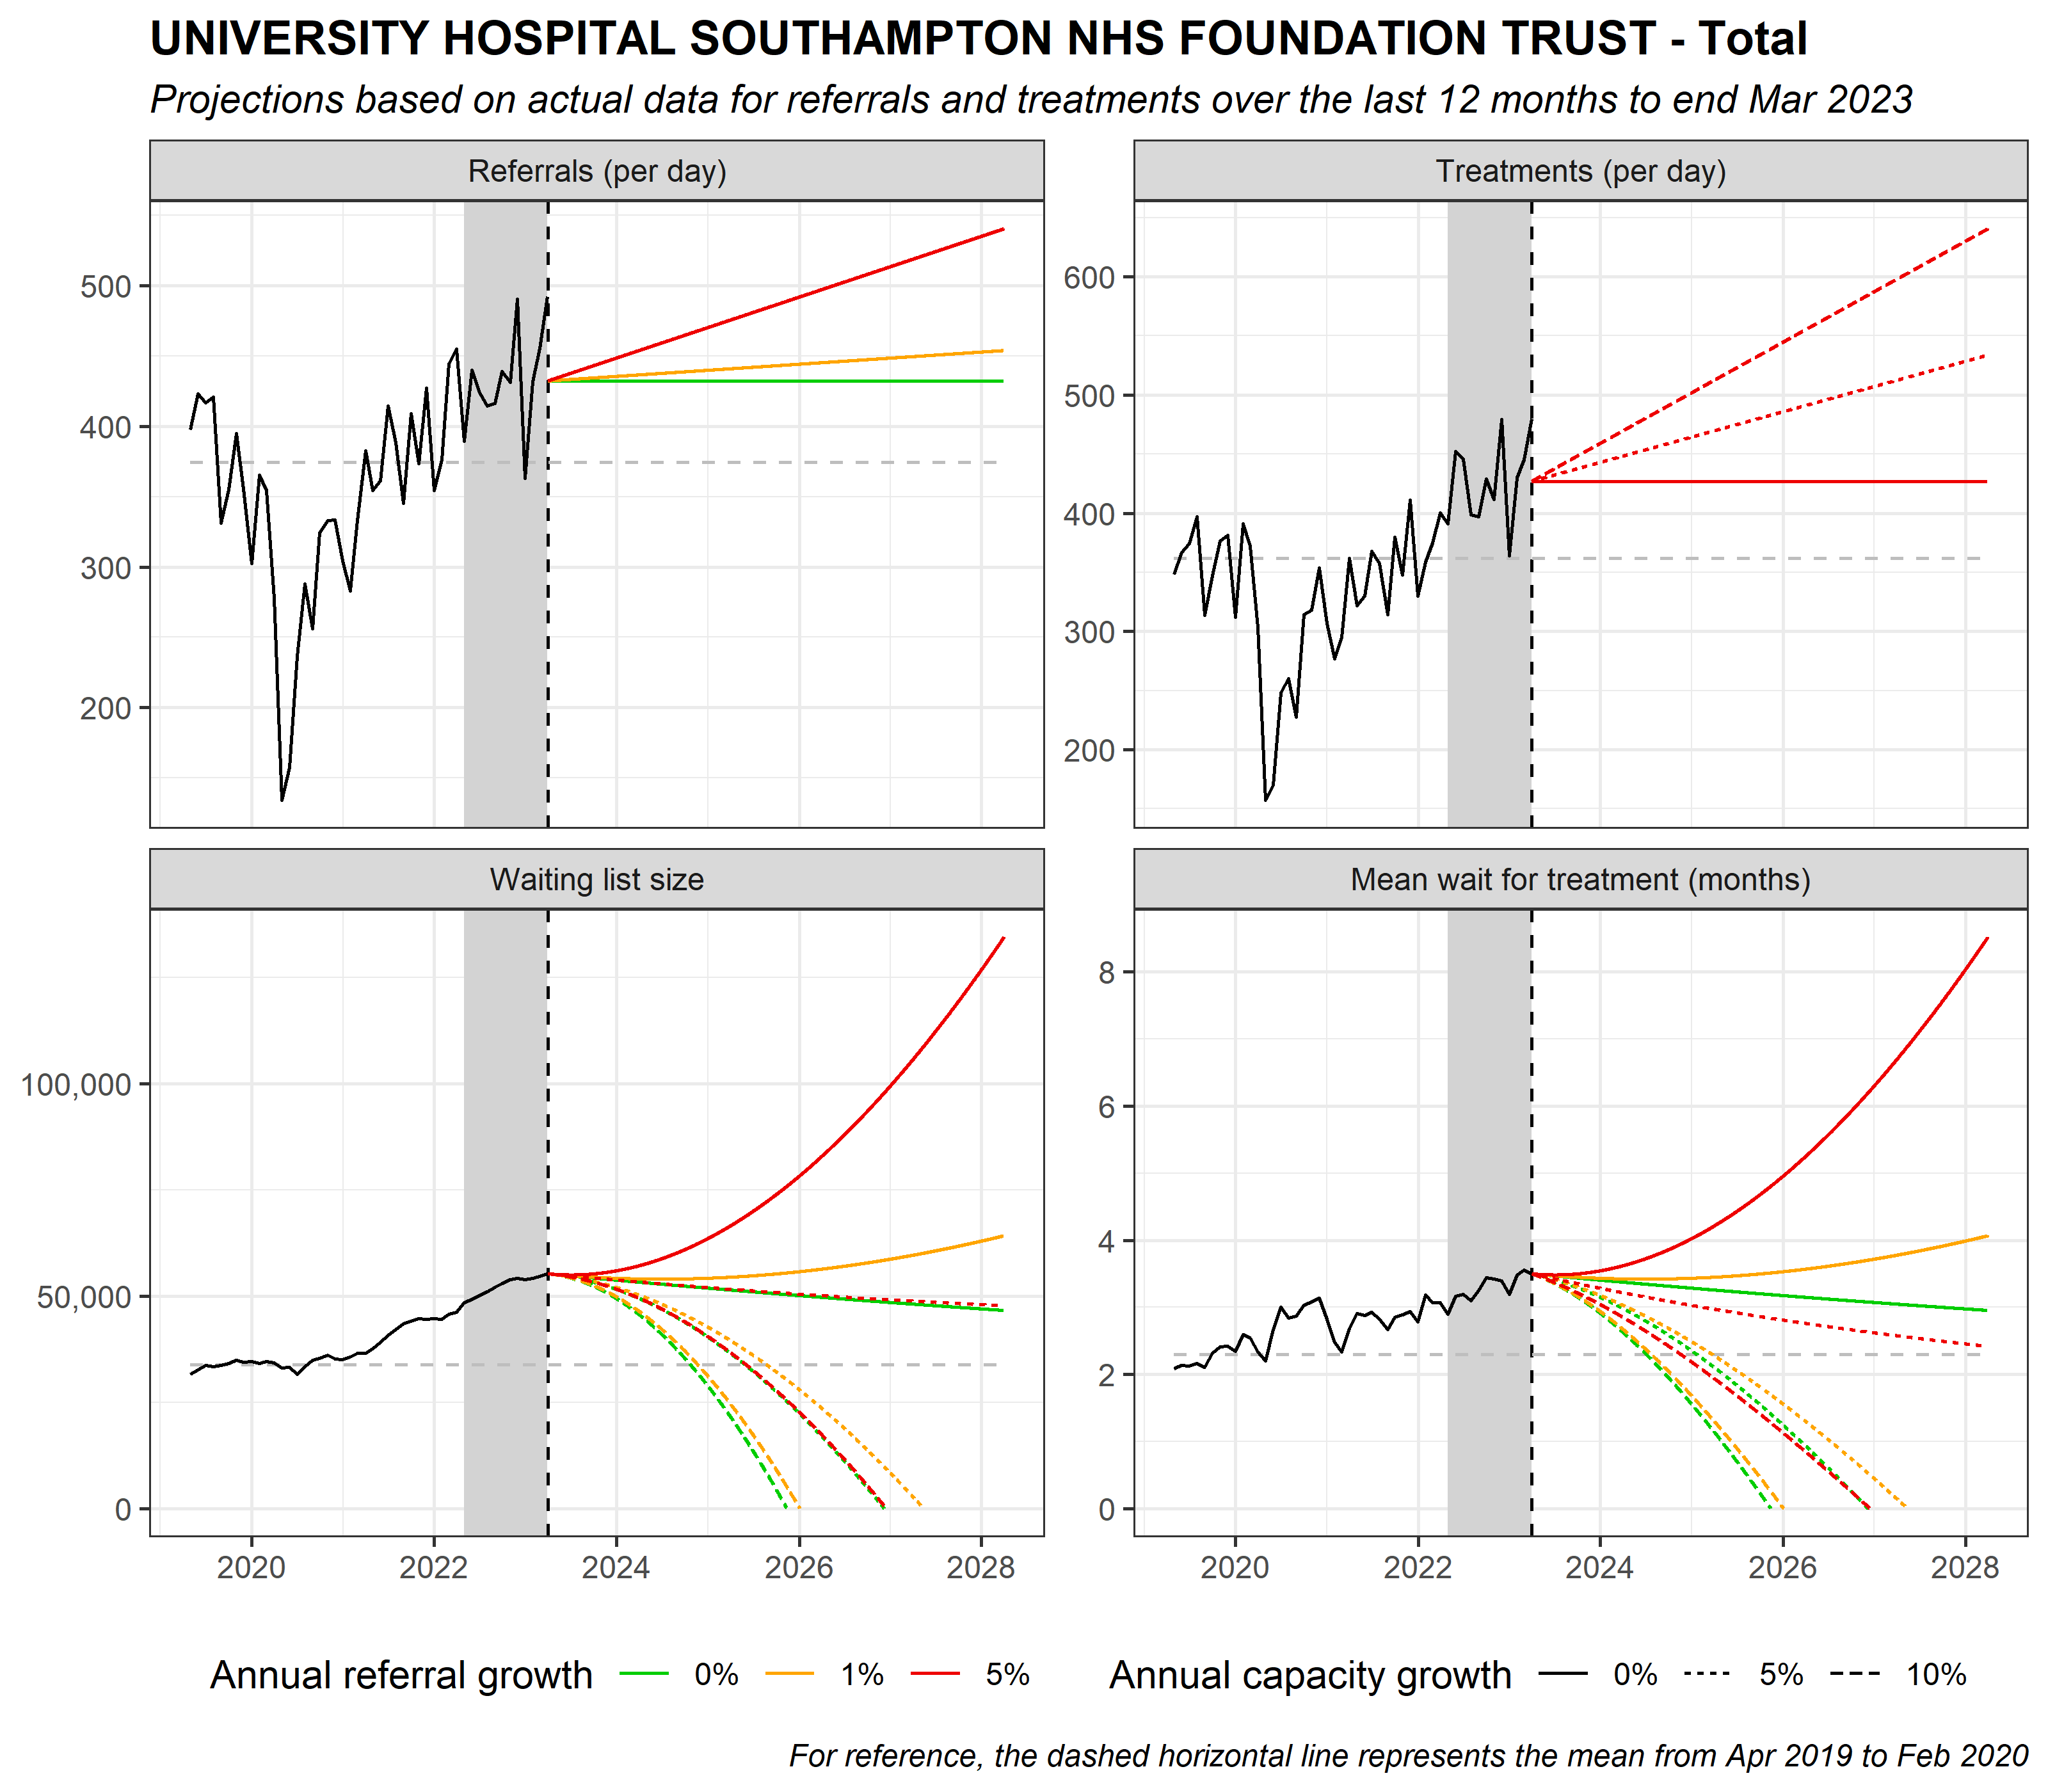 UNIVERSITY HOSPITAL SOUTHAMPTON NHS FOUNDATION TRUST - Total
Projections based on actual data for referrals and treatments over the last 12 months to end Mar 2023
Referrals (per day)
500
400
300
200
Treatments (per day)
600
500
400
300
200
Waiting list size
100,000
50,000
0
2020 2022 2024 2026 2028
Mean wait for treatment (months)
8
6
4
2
0
2020 2022 2024 2026 2028
Annual referral growth 0% 1% 5%
Annual capacity growth 0% 5% 10%
For reference, the dashed horizontal line represents the mean from Apr 2019 to Feb 2020